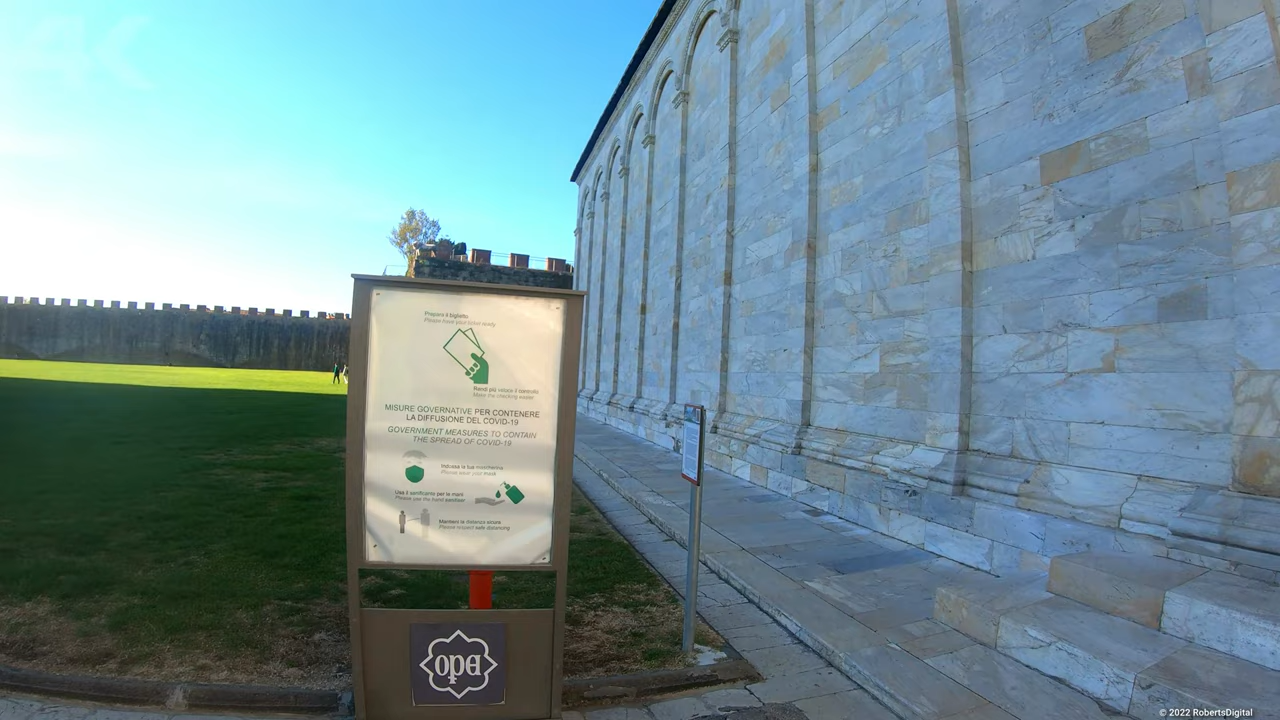 Prepara il biglietto
Please have your ticket ready
Rendi più veloce il controllo
Make the checking easier
MISURE GOVERNATIVE PER CONTENERE
LA DIFFUSIONE DEL COVID-19
GOVERNMENT MEASURES TO CONTAIN
THE SPREAD OF COVID-19
Indossa la tua mascherina
Please wear your mask
Usa il sanificante per le mani
Please use the hand sanitiser
Mantieni la distanza sicura
Please respect safe distancing
opa
© 2022 RobertsDigital